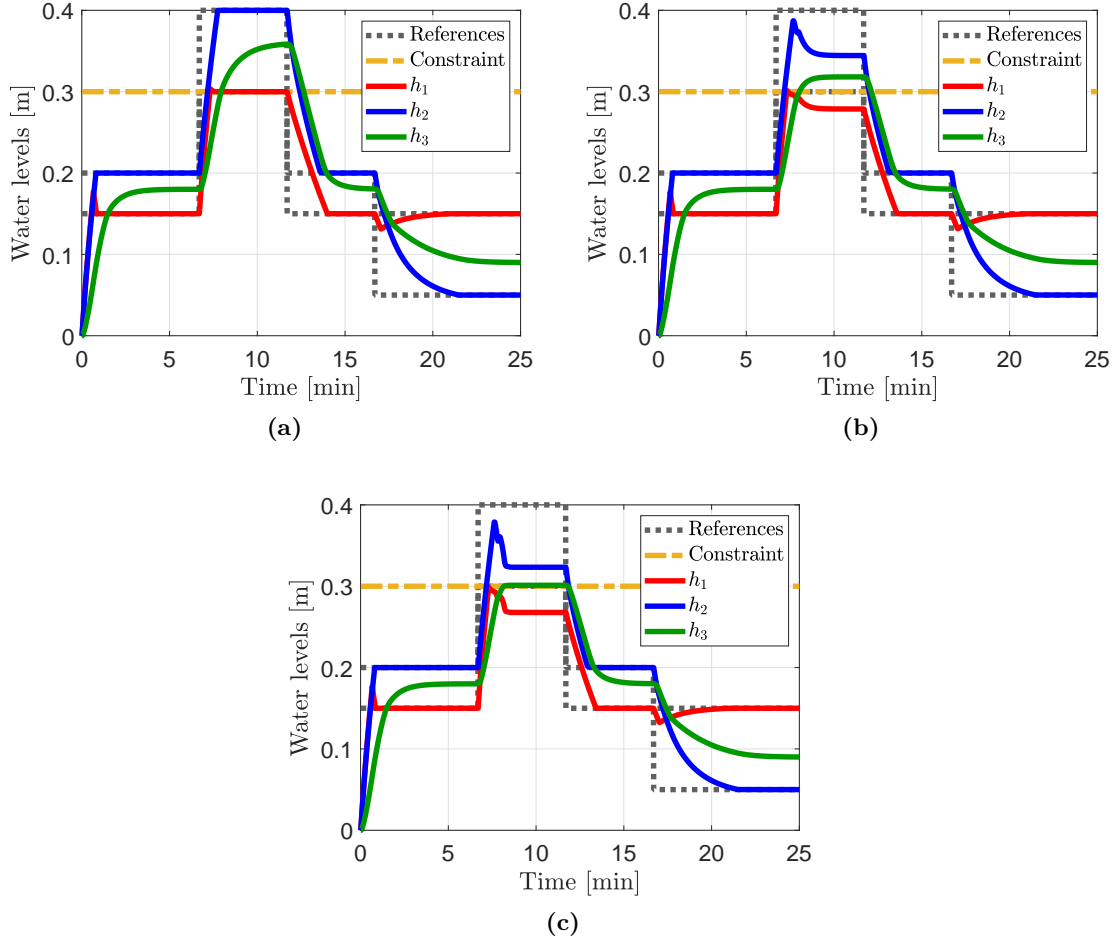 0.4
0.3
0.2
0.1
0
Water levels [m]
References
Constraint
h₁
h₂
h₃
0 5 10 15 20 25
Time [min]
(a)
0.4
0.3
0.2
0.1
0
Water levels [m]
References
Constraint
h₁
h₂
h₃
0 5 10 15 20 25
Time [min]
(b)
0.4
0.3
0.2
0.1
0
Water levels [m]
References
Constraint
h₁
h₂
h₃
0 5 10 15 20 25
Time [min]
(c)